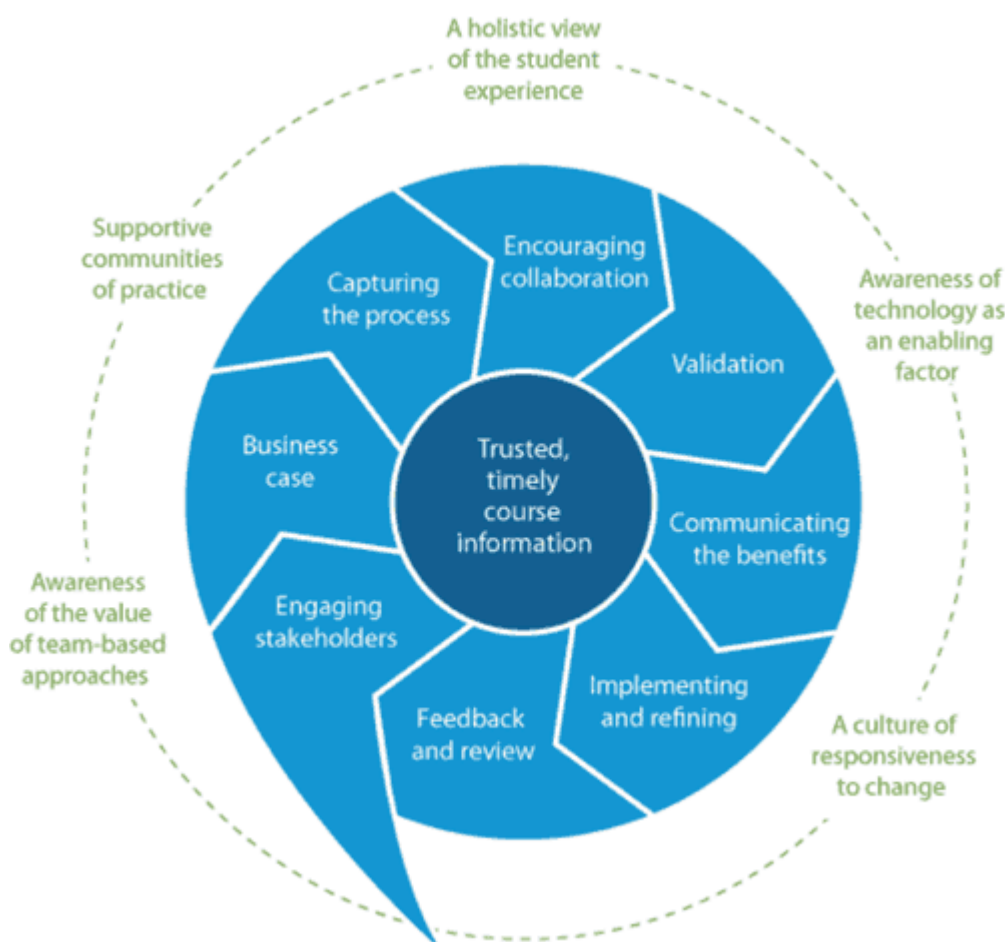 A holistic view
of the student
experience
Supportive
communities
of practice
Awareness of
technology as
an enabling
factor
Awareness
of the value
of team-based
approaches
A culture of
responsiveness
to change
Encouraging
collaboration
Capturing
the process
Validation
Business
case
Communicating
the benefits
Engaging
stakeholders
Implementing
and refining
Feedback
and review
Trusted,
timely
course
information